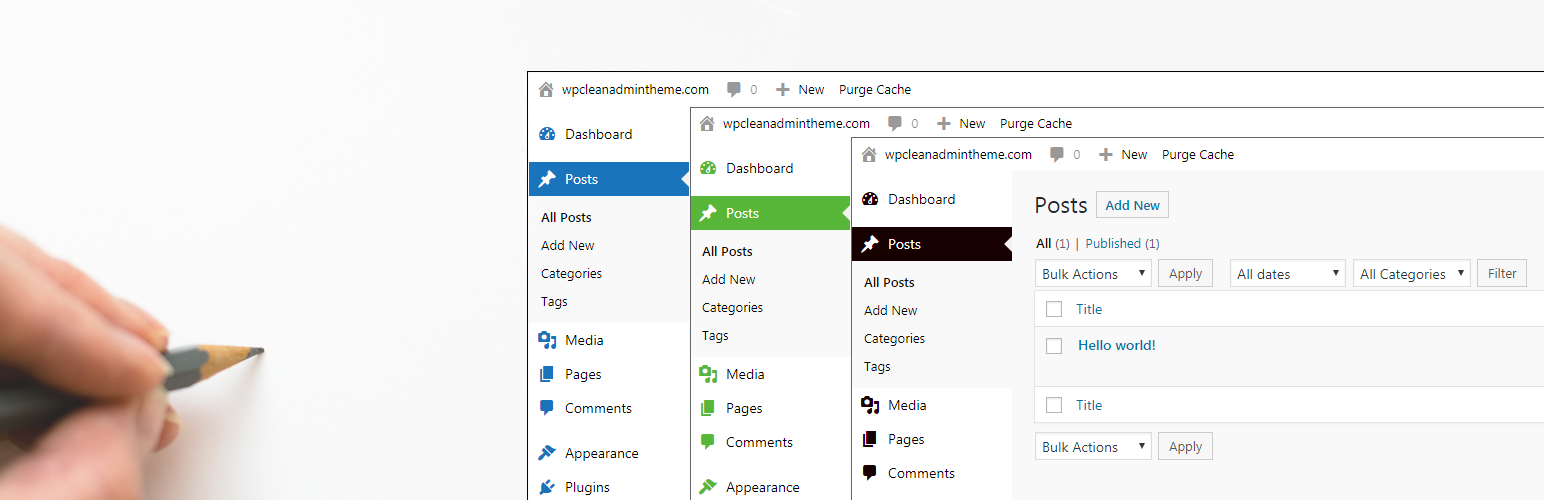 wpcleanadmintheme.com 0 New Purge Cache
Dashboard
Posts
All Posts
Add New
Categories
Tags
Media
Pages
Comments
Appearance
Plugins
wpcleanadmintheme.com 0 New Purge Cache
Dashboard
Posts
All Posts
Add New
Categories
Tags
Media
Pages
Comments
Appearance
wpcleanadmintheme.com 0 New Purge Cache
Dashboard
Posts
All Posts
Add New
Categories
Tags
Media
Pages
Comments
Posts Add New
All (1) | Published (1)
Bulk Actions Apply All dates All Categories Filter
Title
Hello world!
Title
Bulk Actions Apply